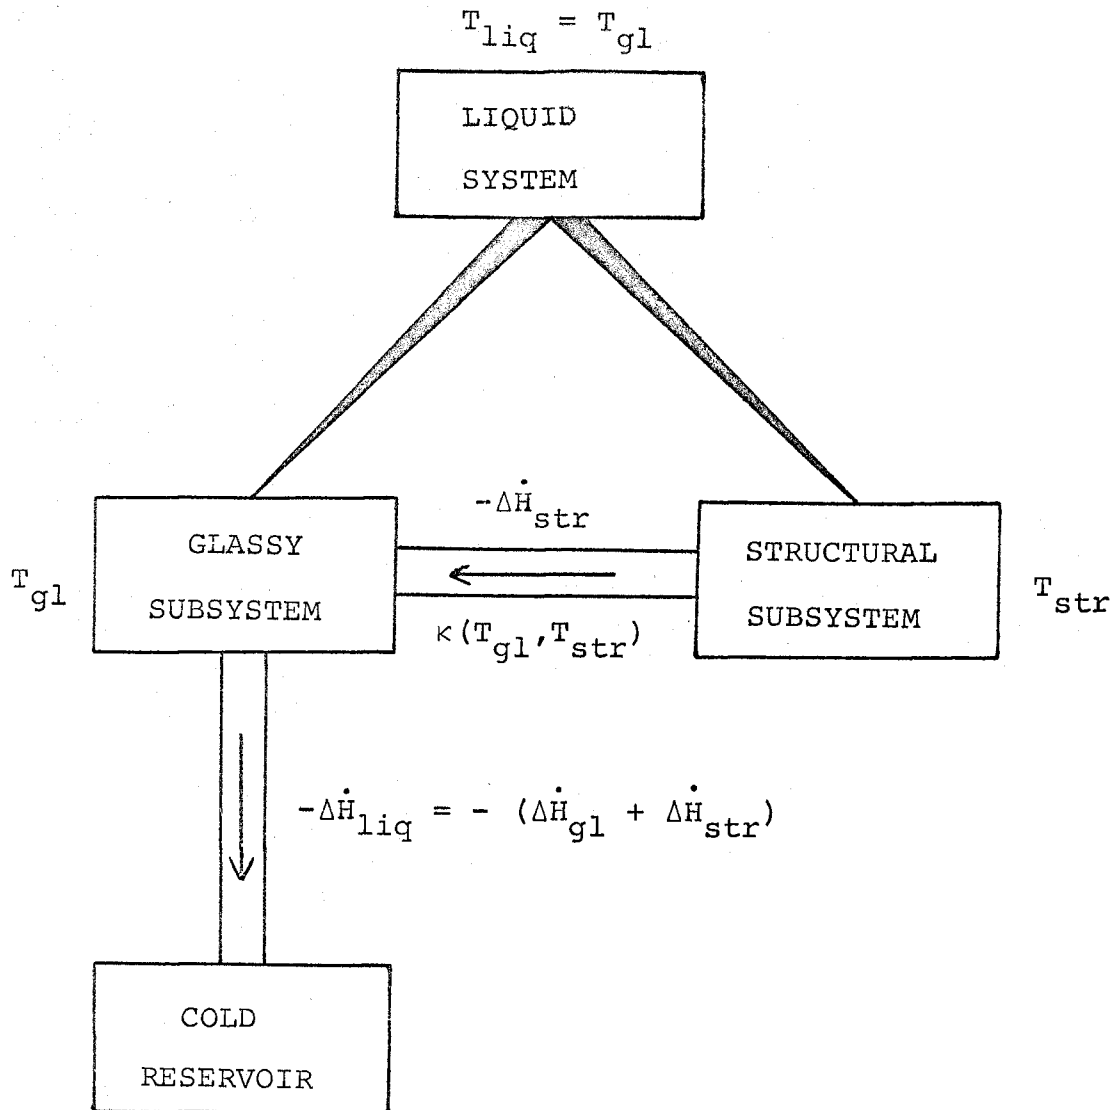 T_liq = T_gl
LIQUID
SYSTEM
-ΔḢ_str
GLASSY
SUBSYSTEM
T_gl
κ(T_gl,T_str)
STRUCTURAL
SUBSYSTEM
T_str
-ΔḢ_liq = - (ΔḢ_gl + ΔḢ_str)
COLD
RESERVOIR